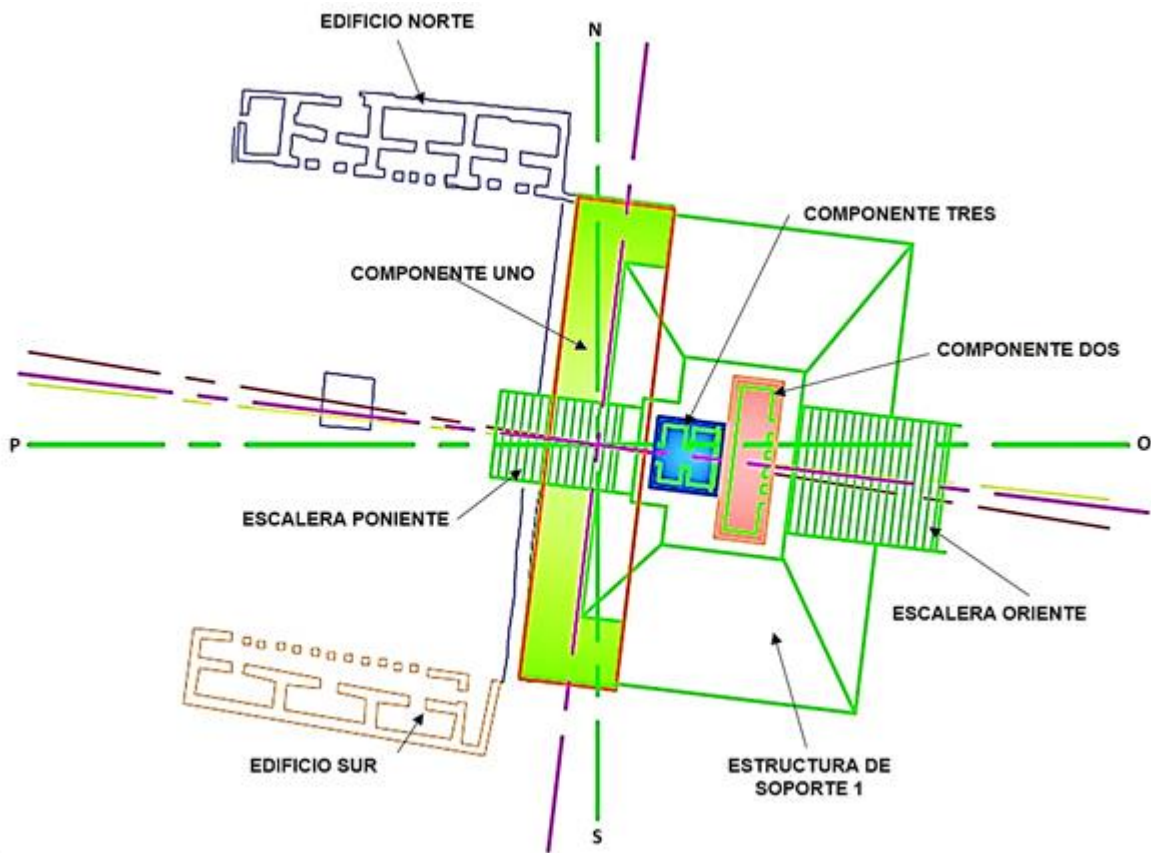 EDIFICIO NORTE
N
COMPONENTE TRES
COMPONENTE UNO
COMPONENTE DOS
P
O
ESCALERA PONIENTE
ESCALERA ORIENTE
EDIFICIO SUR
ESTRUCTURA DE
SOPORTE 1
S